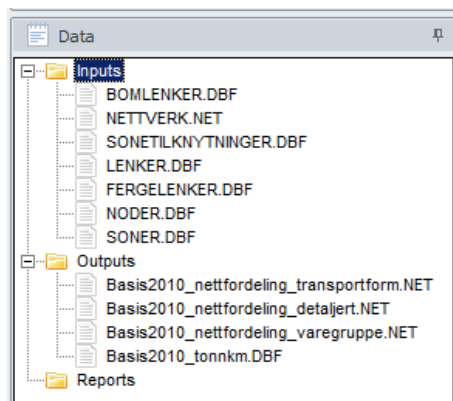 Data
Inputs
BOMLENKER.DBF
NETTVERK.NET
SONETILKNYTNINGER.DBF
LENKER.DBF
FERGELENKER.DBF
NODER.DBF
SONER.DBF
Outputs
Basis2010_nettfordeling_transportform.NET
Basis2010_nettfordeling_detaljert.NET
Basis2010_nettfordeling_varegruppe.NET
Basis2010_tonnkm.DBF
Reports